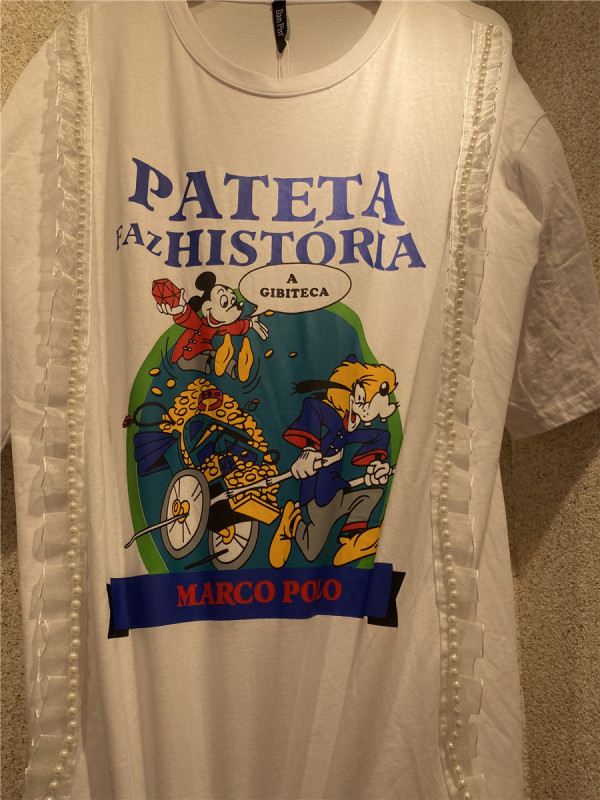 PATETA
FAZ HISTÓRIA
A
GIBITECA
MARCO POLO